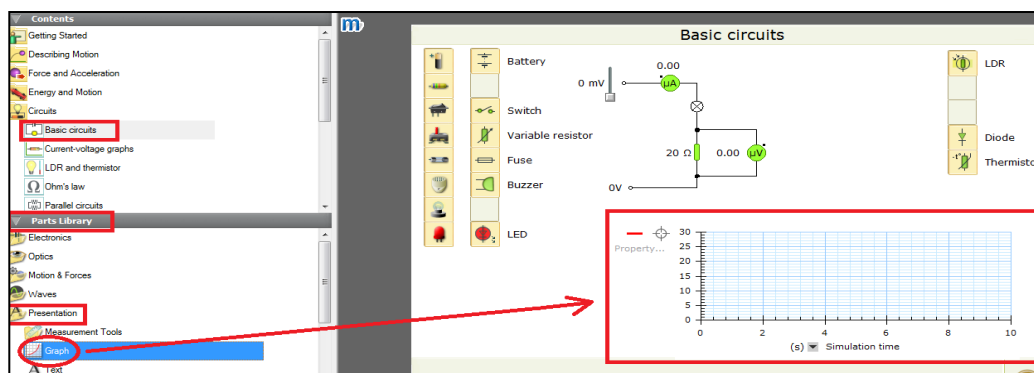 Contents
Getting Started
Describing Motion
Force and Acceleration
Energy and Motion
Circuits
Basic circuits
Current-voltage graphs
LDR and thermistor
Ω Ohm's law
Parallel circuits
Parts Library
Electronics
Optics
Motion & Forces
Waves
Presentation
Measurement Tools
Graph
A Text
m
Basic circuits
Battery
Switch
Variable resistor
Fuse
Buzzer
LED
0 mV
0.00
µA
20 Ω
0.00
µV
0V
LDR
Diode
Thermisto
Property...
30
25
20
15
10
5
0
0 2 4 6 8 10
(s) Simulation time